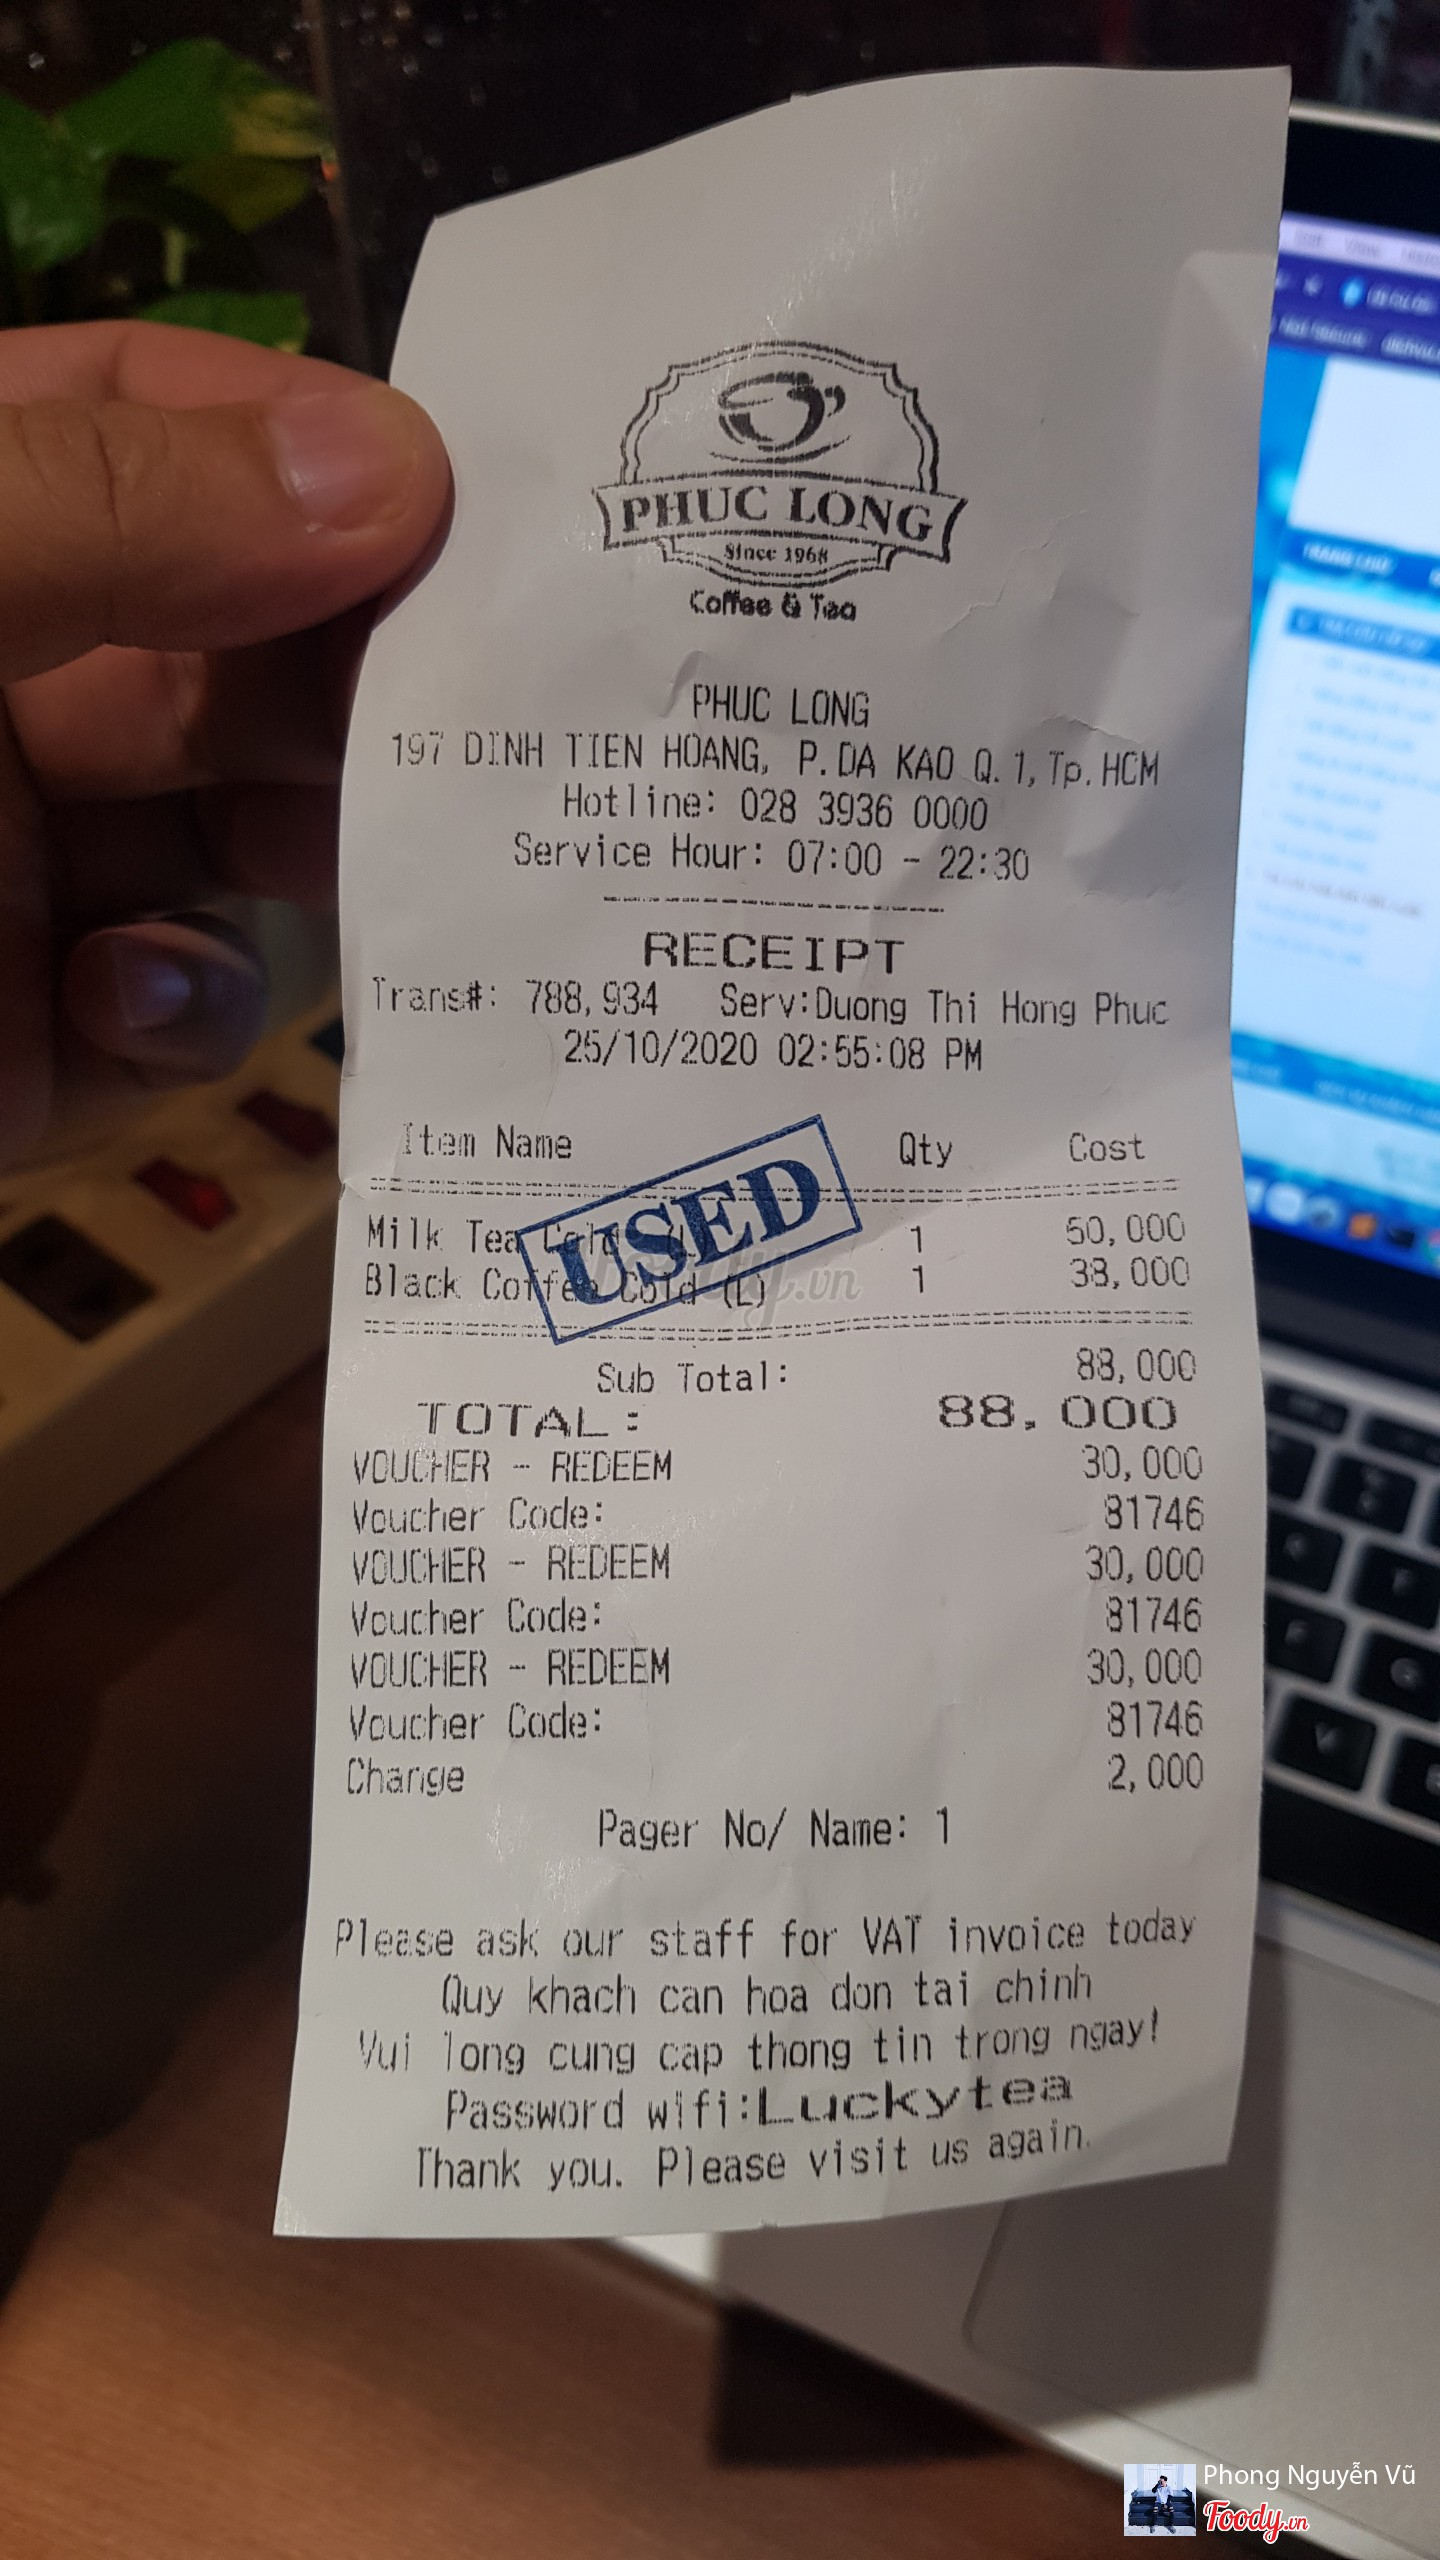 PHUC LONG
Since 1968
Coffee & Tea
PHUC LONG
197 DINH TIEN HOANG, P.DA KAO Q.1,Tp.HCM
Hotline: 028 3936 0000
Service Hour: 07:00 - 22:30
RECEIPT
Trans#: 788,934 Serv:Duong Thi Hong Phuc
25/10/2020 02:55:08 PM
Item Name Qty Cost
USED
Milk Tea Cold (L) 1 50,000
Black Coffee Cold (L) 1 38,000
Sub Total: 88,000
TOTAL: 88,000
VOUCHER - REDEEM 30,000
Voucher Code: 81746
VOUCHER - REDEEM 30,000
Voucher Code: 81746
VOUCHER - REDEEM 30,000
Voucher Code: 81746
Change 2,000
Pager No/ Name: 1
Please ask our staff for VAT invoice today
Quy khach can hoa don tai chinh
Vui long cung cap thong tin trong ngay!
Password wifi:Luckytea
Thank you. Please visit us again.
Phong Nguyễn Vũ
Foody.vn